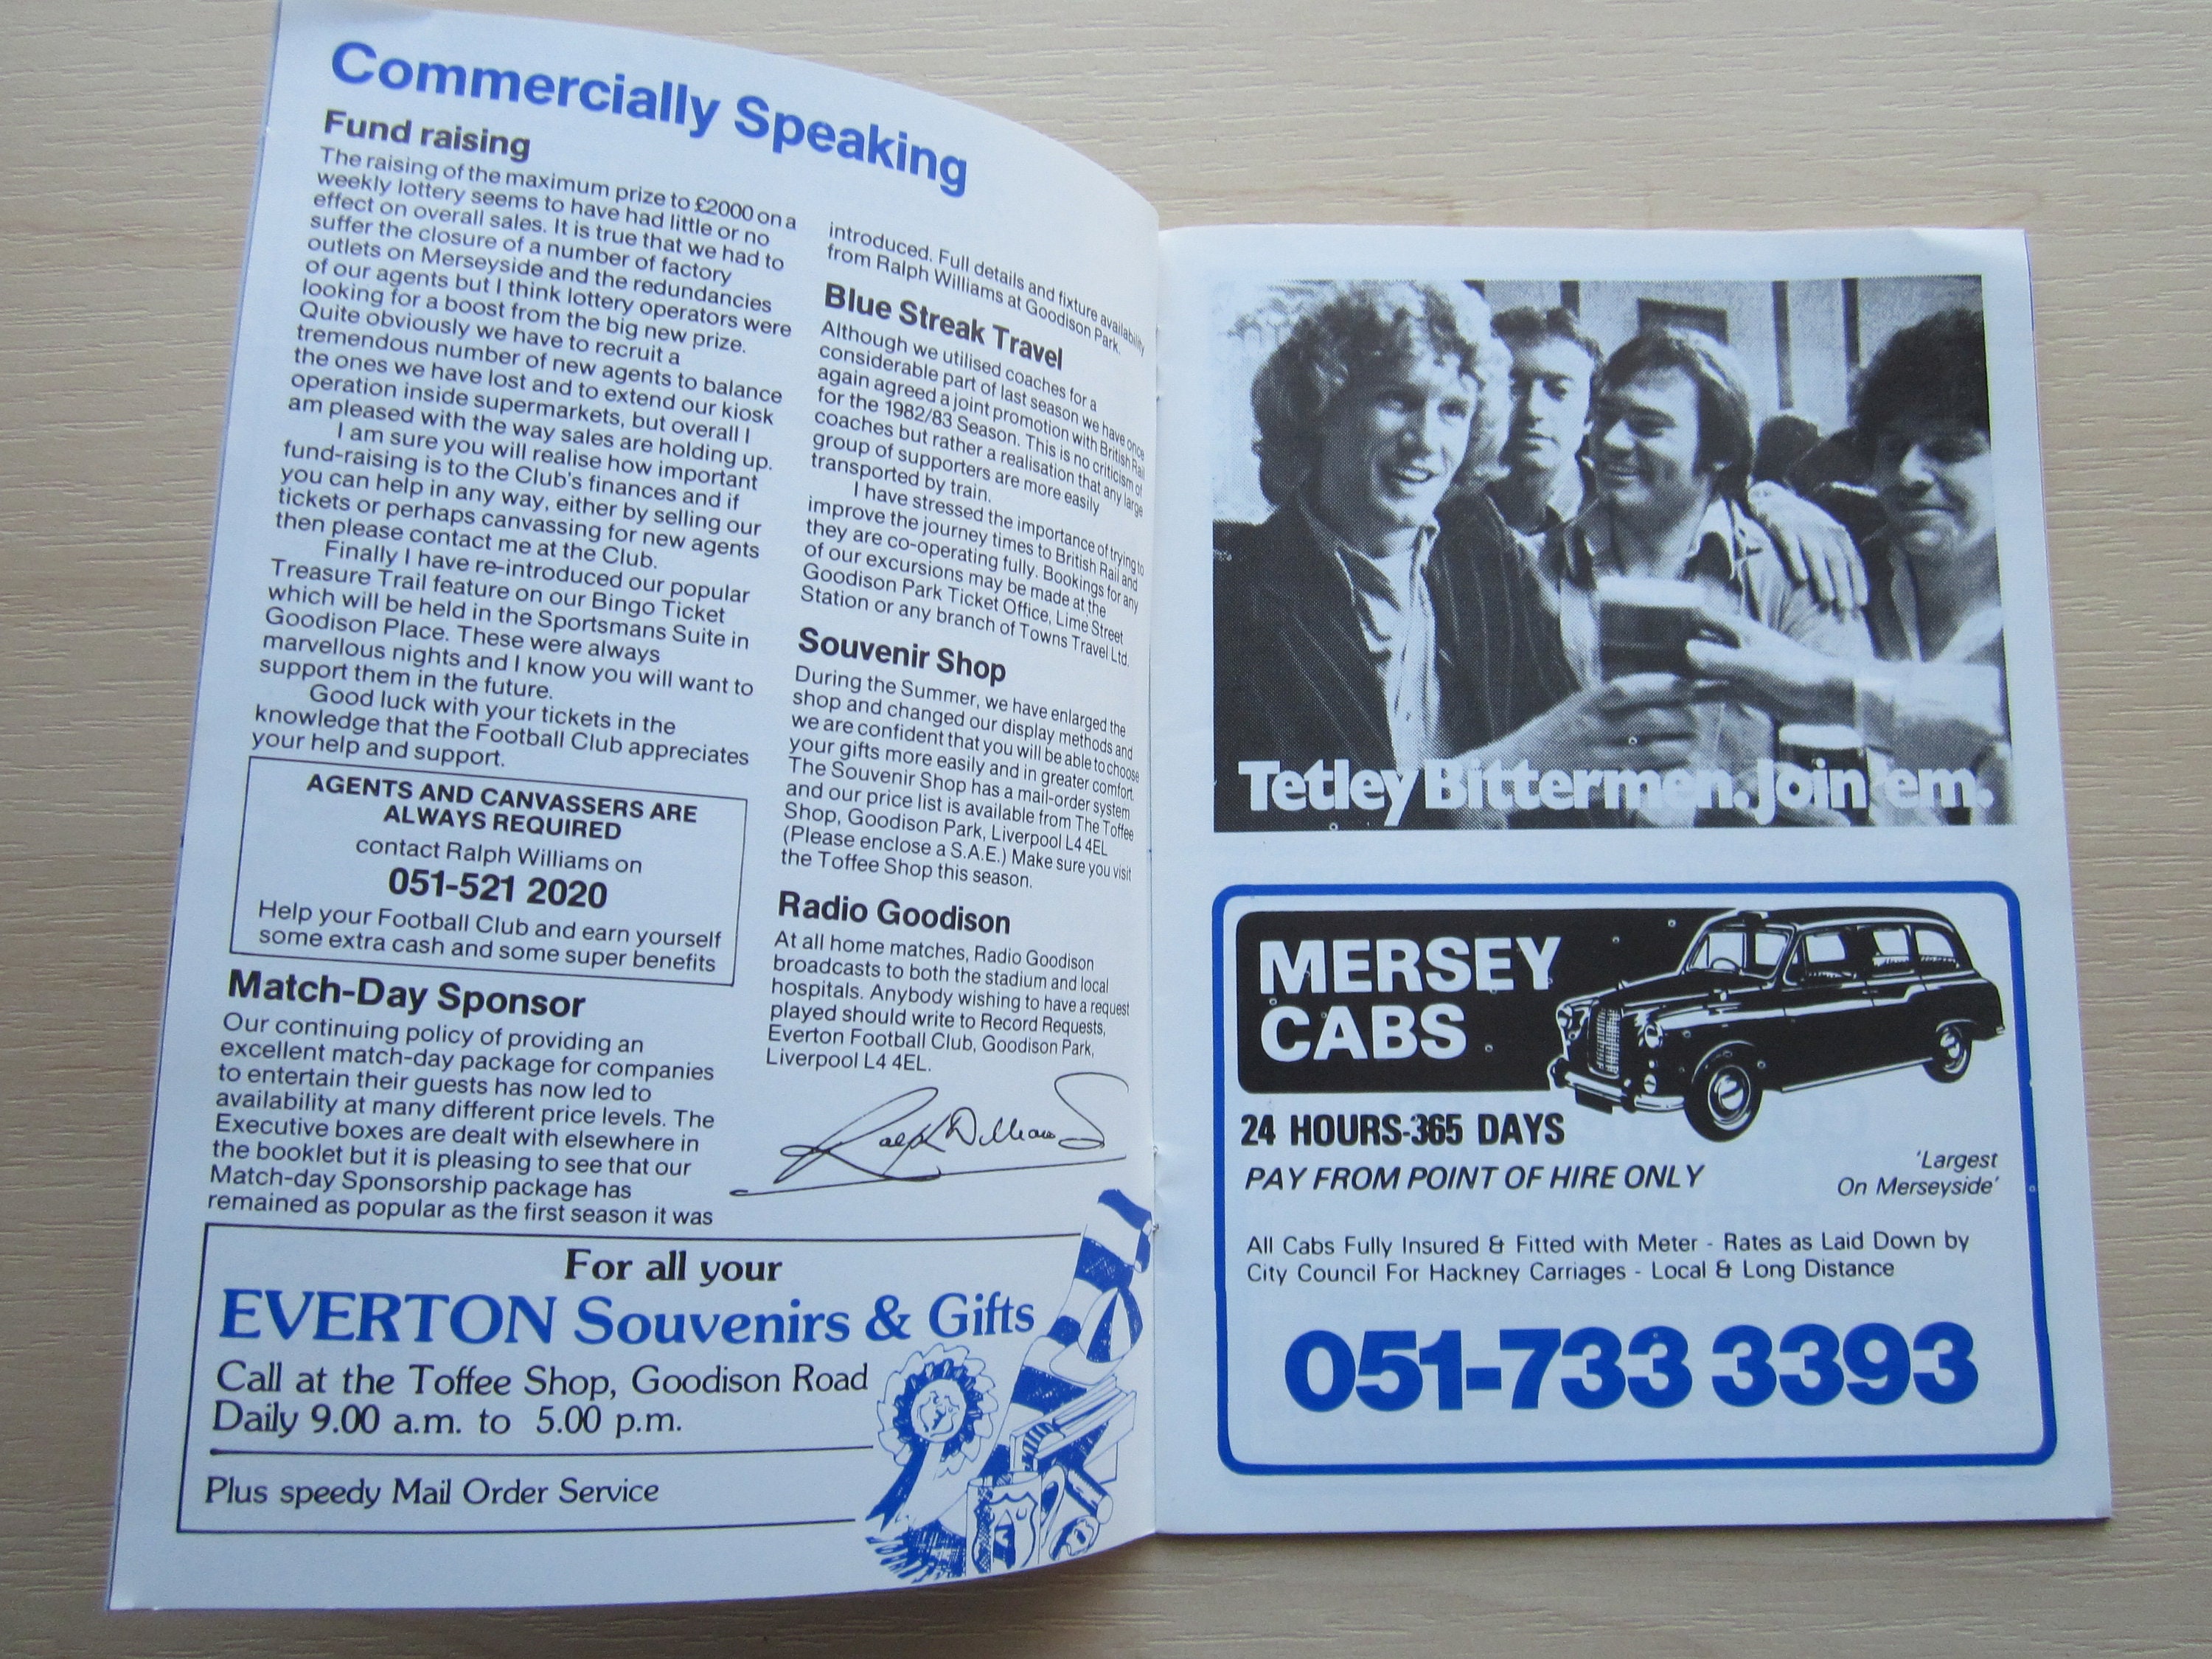 Commercially Speaking
Fund raising
The raising of the maximum prize to £2000 on a
weekly lottery seems to have had little or no
effect on overall sales. It is true that we had to
suffer the closure of a number of factory
outlets on Merseyside and the redundancies
of our agents but I think lottery operators were
looking for a boost from the big new prize.
Quite obviously we have to recruit a
tremendous number of new agents to balance
the ones we have lost and to extend our kiosk
operation inside supermarkets, but overall I
am pleased with the way sales are holding up.
I am sure you will realise how important
fund-raising is to the Club's finances and if
you can help in any way, either by selling our
tickets or perhaps canvassing for new agents
then please contact me at the Club.
Finally I have re-introduced our popular
Treasure Trail feature on our Bingo Ticket
which will be held in the Sportsmans Suite in
Goodison Place. These were always
marvellous nights and I know you will want to
support them in the future.
Good luck with your tickets in the
knowledge that the Football Club appreciates
your help and support.
AGENTS AND CANVASSERS ARE
ALWAYS REQUIRED
contact Ralph Williams on
051-521 2020
Help your Football Club and earn yourself
some extra cash and some super benefits
Match-Day Sponsor
Our continuing policy of providing an
excellent match-day package for companies
to entertain their guests has now led to
availability at many different price levels. The
Executive boxes are dealt with elsewhere in
the booklet but it is pleasing to see that our
Match-day Sponsorship package has
remained as popular as the first season it was
introduced. Full details and fixture availability
from Ralph Williams at Goodison Park.
Blue Streak Travel
Although we utilised coaches for a
considerable part of last season we have once
again agreed a joint promotion with British Rail
for the 1982/83 Season. This is no criticism of
coaches but rather a realisation that any large
group of supporters are more easily
transported by train.
I have stressed the importance of trying to
improve the journey times to British Rail and
they are co-operating fully. Bookings for any
of our excursions may be made at the
Goodison Park Ticket Office, Lime Street
Station or any branch of Towns Travel Ltd.
Souvenir Shop
During the Summer, we have enlarged the
shop and changed our display methods and
we are confident that you will be able to choose
your gifts more easily and in greater comfort.
The Souvenir Shop has a mail-order system
and our price list is available from The Toffee
Shop, Goodison Park, Liverpool L4 4EL
(Please enclose a S.A.E.) Make sure you visit
the Toffee Shop this season.
Radio Goodison
At all home matches, Radio Goodison
broadcasts to both the stadium and local
hospitals. Anybody wishing to have a request
played should write to Record Requests,
Everton Football Club, Goodison Park,
Liverpool L4 4EL.
Ralph Williams
For all your
EVERTON Souvenirs & Gifts
Call at the Toffee Shop, Goodison Road
Daily 9.00 a.m. to 5.00 p.m.
Plus speedy Mail Order Service
Tetley Bittermen. Join 'em.
MERSEY
CABS
24 HOURS-365 DAYS
PAY FROM POINT OF HIRE ONLY
'Largest
On Merseyside'
All Cabs Fully Insured & Fitted with Meter - Rates as Laid Down by
City Council For Hackney Carriages - Local & Long Distance
051-733 3393